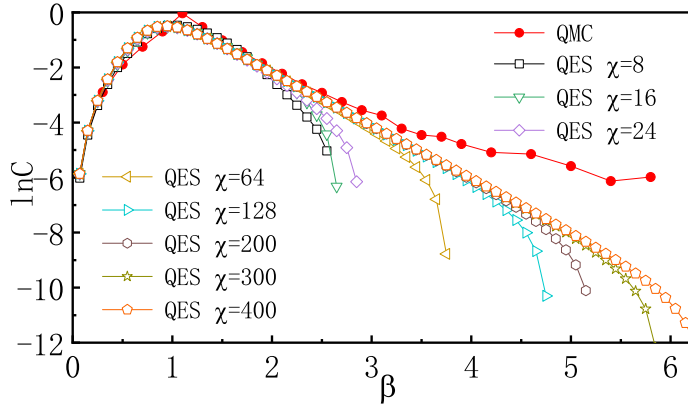 0
−2
−4
−6
−8
−10
−12
lnC
QMC
QES χ=8
QES χ=16
QES χ=24
QES χ=64
QES χ=128
QES χ=200
QES χ=300
QES χ=400
0 1 2 3 4 5 6
β